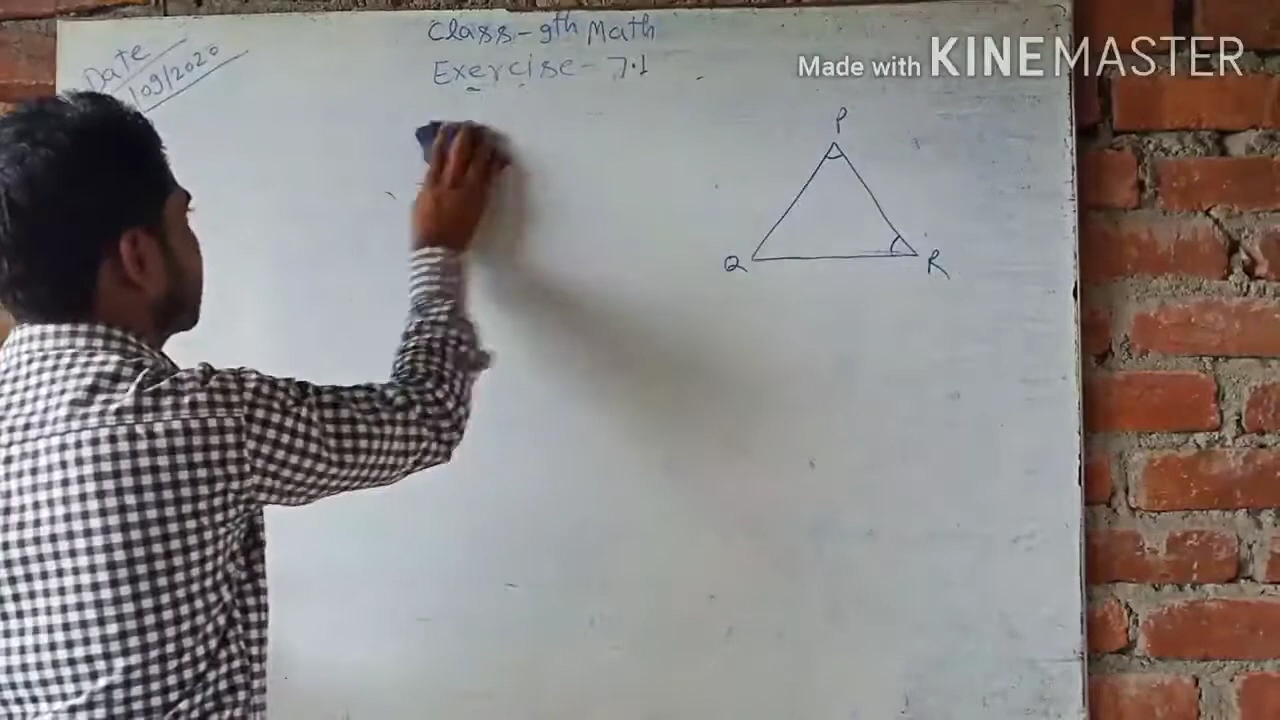 Class - 9th Math
Exercise - 7.1
Date
/09/2020
Made with KINEMASTER
P
Q
R